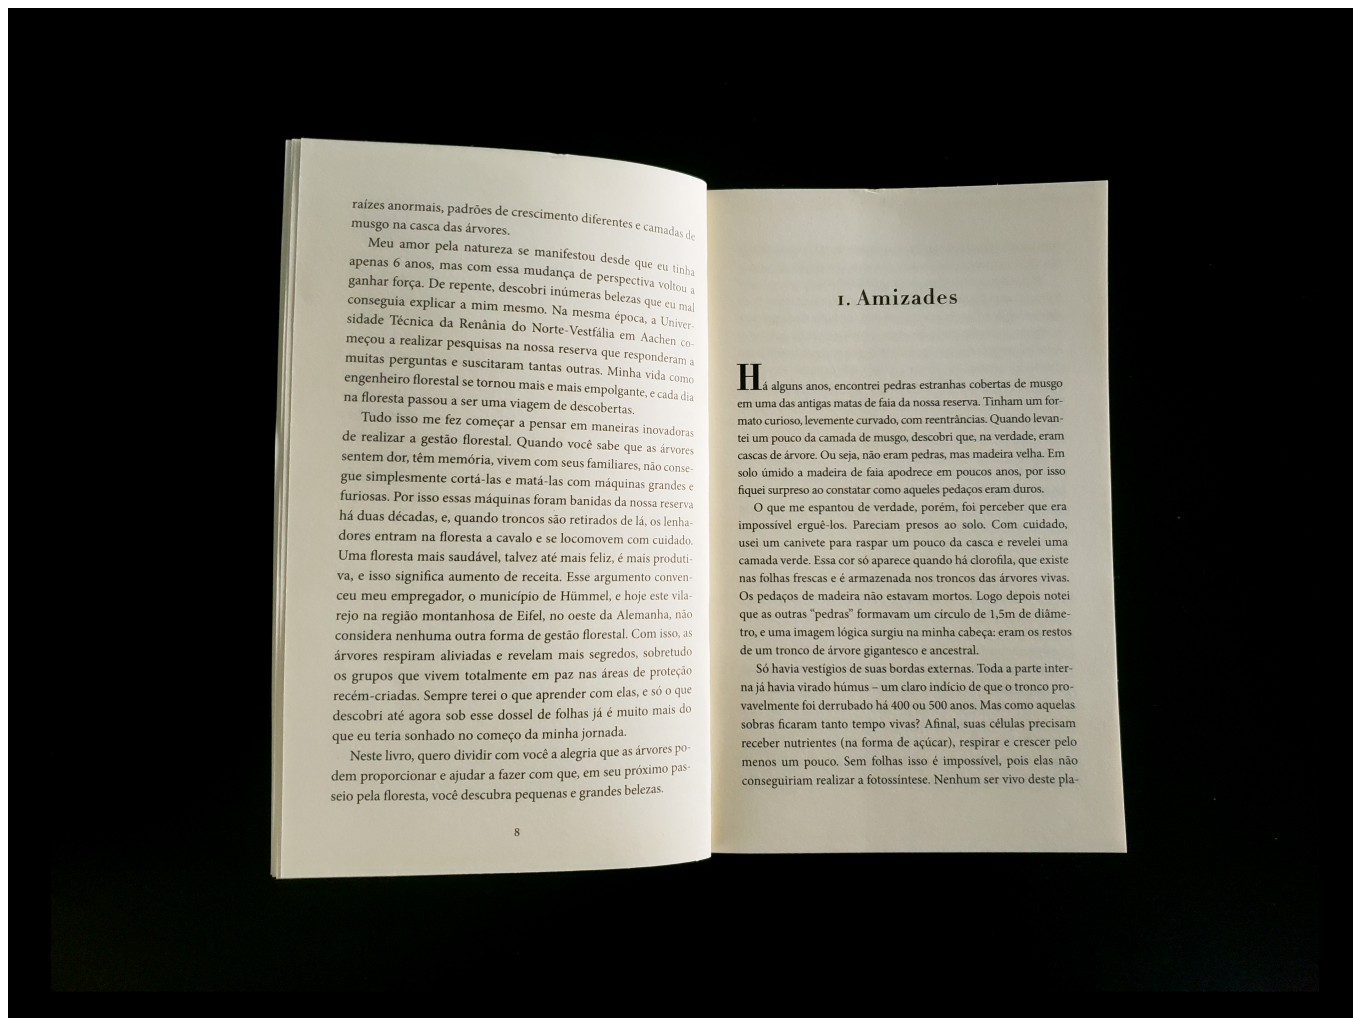 raízes anormais, padrões de crescimento diferentes e camadas de
musgo na casca das árvores.
Meu amor pela natureza se manifestou desde que eu tinha
apenas 6 anos, mas com essa mudança de perspectiva voltou a
ganhar força. De repente, descobri inúmeras belezas que eu mal
conseguia explicar a mim mesmo. Na mesma época, a Univer-
sidade Técnica da Renânia do Norte-Vestfália em Aachen co-
meçou a realizar pesquisas na nossa reserva que responderam a
muitas perguntas e suscitaram tantas outras. Minha vida como
engenheiro florestal se tornou mais e mais empolgante, e cada dia
na floresta passou a ser uma viagem de descobertas.
Tudo isso me fez começar a pensar em maneiras inovadoras
de realizar a gestão florestal. Quando você sabe que as árvores
sentem dor, têm memória, vivem com seus familiares, não conse-
gue simplesmente cortá-las e matá-las com máquinas grandes e
furiosas. Por isso essas máquinas foram banidas da nossa reserva
há duas décadas, e, quando troncos são retirados de lá, os lenha-
dores entram na floresta a cavalo e se locomovem com cuidado.
Uma floresta mais saudável, talvez até mais feliz, é mais produti-
va, e isso significa aumento de receita. Esse argumento conven-
ceu meu empregador, o município de Hümmel, e hoje este vila-
rejo na região montanhosa de Eifel, no oeste da Alemanha, não
considera nenhuma outra forma de gestão florestal. Com isso, as
árvores respiram aliviadas e revelam mais segredos, sobretudo
os grupos que vivem totalmente em paz nas áreas de proteção
recém-criadas. Sempre terei o que aprender com elas, e só o que
descobri até agora sob esse dossel de folhas já é muito mais do
que eu teria sonhado no começo da minha jornada.
Neste livro, quero dividir com você a alegria que as árvores po-
dem proporcionar e ajudar a fazer com que, em seu próximo pas-
seio pela floresta, você descubra pequenas e grandes belezas.
8
1. Amizades
Há alguns anos, encontrei pedras estranhas cobertas de musgo
em uma das antigas matas de faia da nossa reserva. Tinham um for-
mato curioso, levemente curvado, com reentrâncias. Quando levan-
tei um pouco da camada de musgo, descobri que, na verdade, eram
cascas de árvore. Ou seja, não eram pedras, mas madeira velha. Em
solo úmido a madeira de faia apodrece em poucos anos, por isso
fiquei surpreso ao constatar como aqueles pedaços eram duros.
O que me espantou de verdade, porém, foi perceber que era
impossível erguê-los. Pareciam presos ao solo. Com cuidado,
usei um canivete para raspar um pouco da casca e revelei uma
camada verde. Essa cor só aparece quando há clorofila, que existe
nas folhas frescas e é armazenada nos troncos das árvores vivas.
Os pedaços de madeira não estavam mortos. Logo depois notei
que as outras “pedras” formavam um círculo de 1,5m de diâme-
tro, e uma imagem lógica surgiu na minha cabeça: eram os restos
de um tronco de árvore gigantesco e ancestral.
Só havia vestígios de suas bordas externas. Toda a parte inter-
na já havia virado húmus – um claro indício de que o tronco pro-
vavelmente foi derrubado há 400 ou 500 anos. Mas como aquelas
sobras ficaram tanto tempo vivas? Afinal, suas células precisam
receber nutrientes (na forma de açúcar), respirar e crescer pelo
menos um pouco. Sem folhas isso é impossível, pois elas não
conseguiriam realizar a fotossíntese. Nenhum ser vivo deste pla-